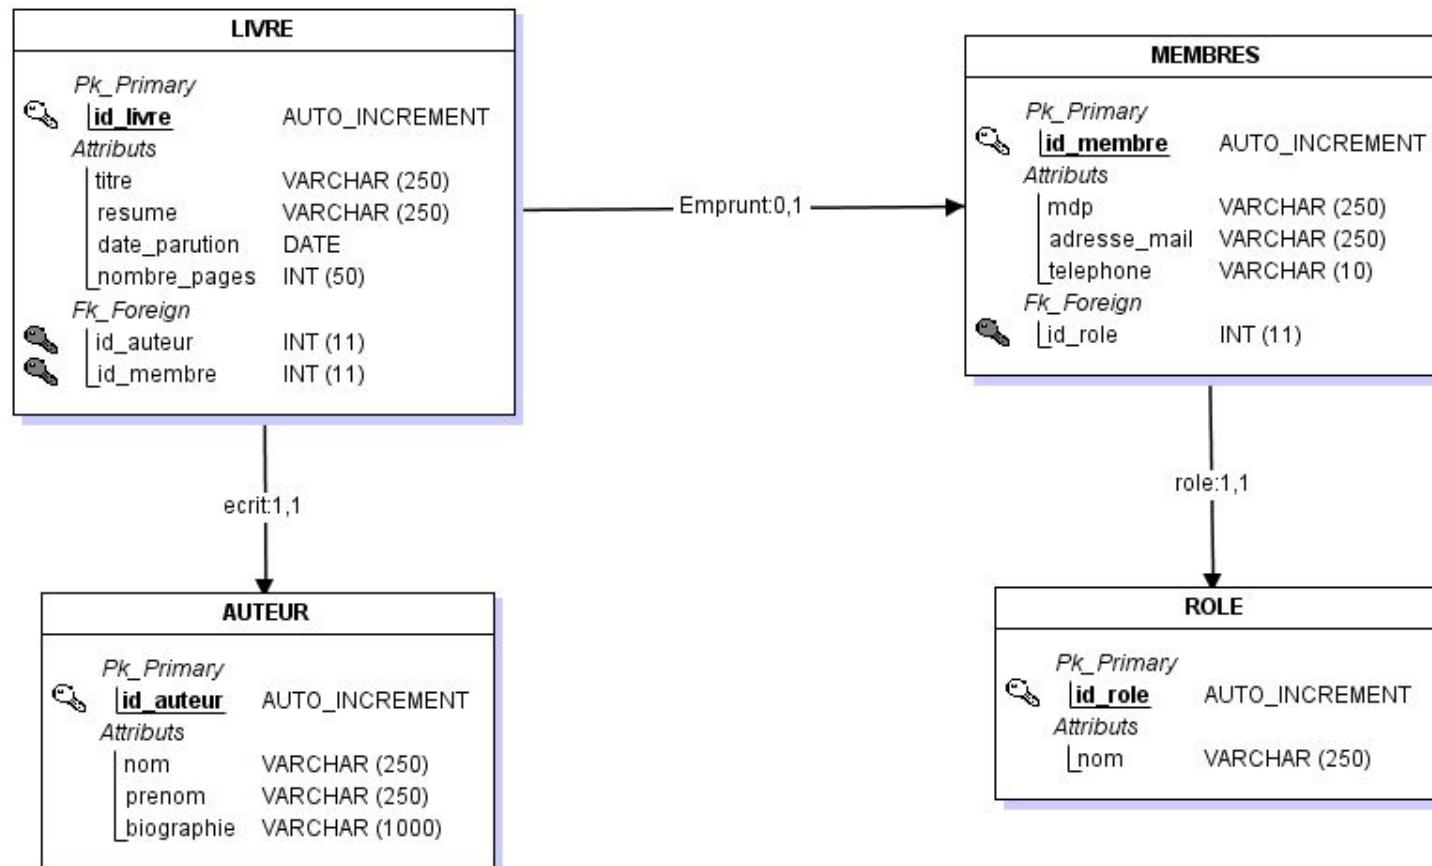 LIVRE
Pk_Primary
id_livre AUTO_INCREMENT
Attributs
titre VARCHAR (250)
resume VARCHAR (250)
date_parution DATE
nombre_pages INT (50)
Fk_Foreign
id_auteur INT (11)
id_membre INT (11)
Emprunt:0,1
MEMBRES
Pk_Primary
id_membre AUTO_INCREMENT
Attributs
mdp VARCHAR (250)
adresse_mail VARCHAR (250)
telephone VARCHAR (10)
Fk_Foreign
id_role INT (11)
ecrit:1,1
role:1,1
AUTEUR
Pk_Primary
id_auteur AUTO_INCREMENT
Attributs
nom VARCHAR (250)
prenom VARCHAR (250)
biographie VARCHAR (1000)
ROLE
Pk_Primary
id_role AUTO_INCREMENT
Attributs
nom VARCHAR (250)